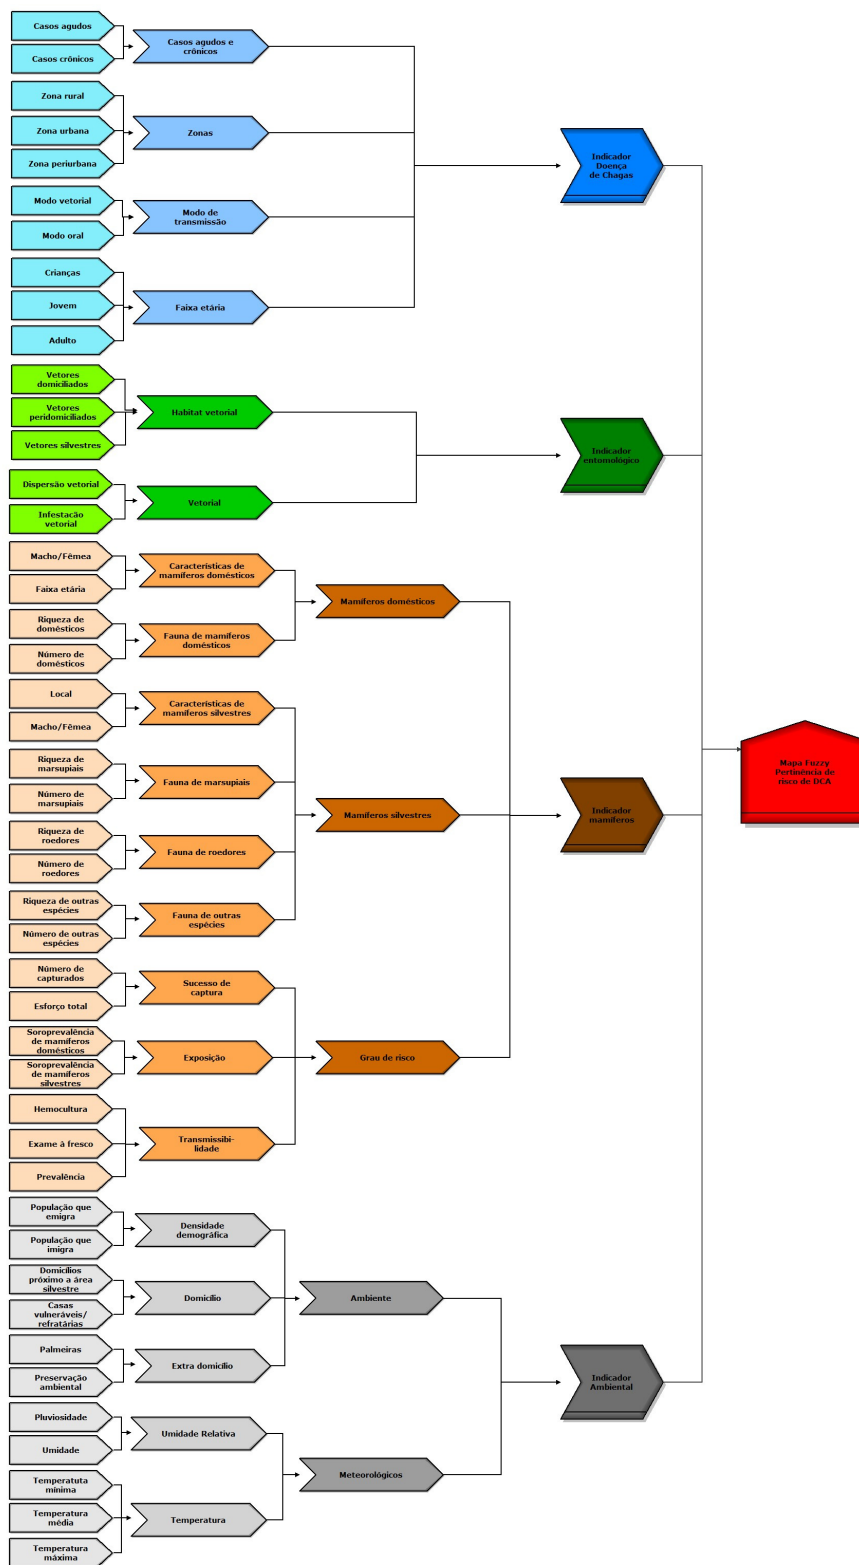 Casos agudos
Casos crônicos
Casos agudos e
crônicos
Zona rural
Zona urbana
Zona periurbana
Zonas
Modo vetorial
Modo oral
Modo de
transmissão
Crianças
Jovem
Adulto
Faixa etária
Indicador
Doença
de Chagas
Vetores
domiciliados
Vetores
peridomiciliados
Vetores silvestres
Habitat vetorial
Dispersão vetorial
Infestacão
vetorial
Vetorial
Indicador
entomológico
Macho/Fêmea
Faixa etária
Características de
mamíferos domésticos
Riqueza de
domésticos
Número de
domésticos
Fauna de mamíferos
domésticos
Mamíferos domésticos
Local
Macho/Fêmea
Características de
mamíferos silvestres
Riqueza de
marsupiais
Número de
marsupiais
Fauna de marsupiais
Riqueza de
roedores
Número de
roedores
Fauna de roedores
Riqueza de outras
espécies
Número de outras
espécies
Fauna de outras
espécies
Mamíferos silvestres
Número de
capturados
Esforço total
Sucesso de
captura
Soroprevalência
de mamíferos
domésticos
Soroprevalência
de mamíferos
silvestres
Exposição
Hemocultura
Exame à fresco
Prevalência
Transmissibi-
lidade
Grau de risco
Indicador
mamíferos
Mapa Fuzzy
Pertinência de
risco de DCA
População que
emigra
População que
imigra
Densidade
demográfica
Domicílios
próximo a área
silvestre
Casas
vulneráveis/
refratárias
Domicílio
Palmeiras
Preservação
ambiental
Extra domicílio
Ambiente
Pluviosidade
Umidade
Umidade Relativa
Temperatuta
mínima
Temperatura
média
Temperatura
máxima
Temperatura
Meteorológicos
Indicador
Ambiental